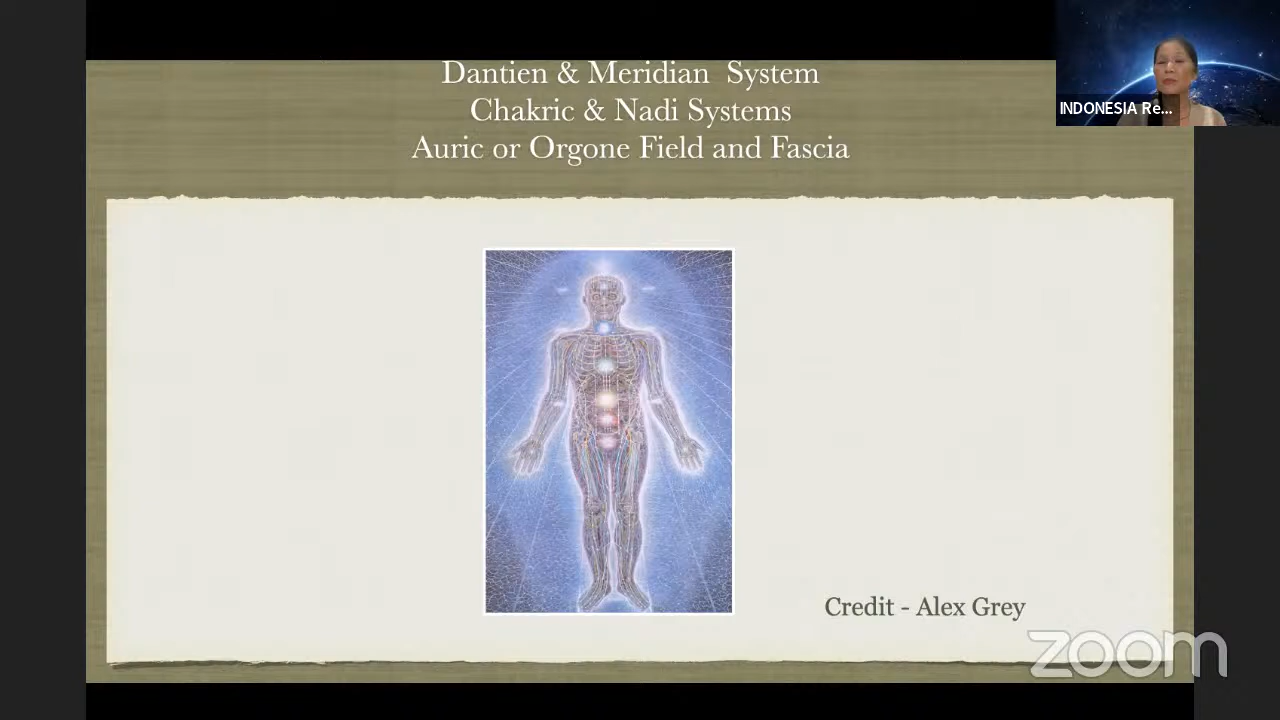 Dantien & Meridian System
Chakric & Nadi Systems
Auric or Orgone Field and Fascia
INDONESIA Re...
Credit - Alex Grey
zoom